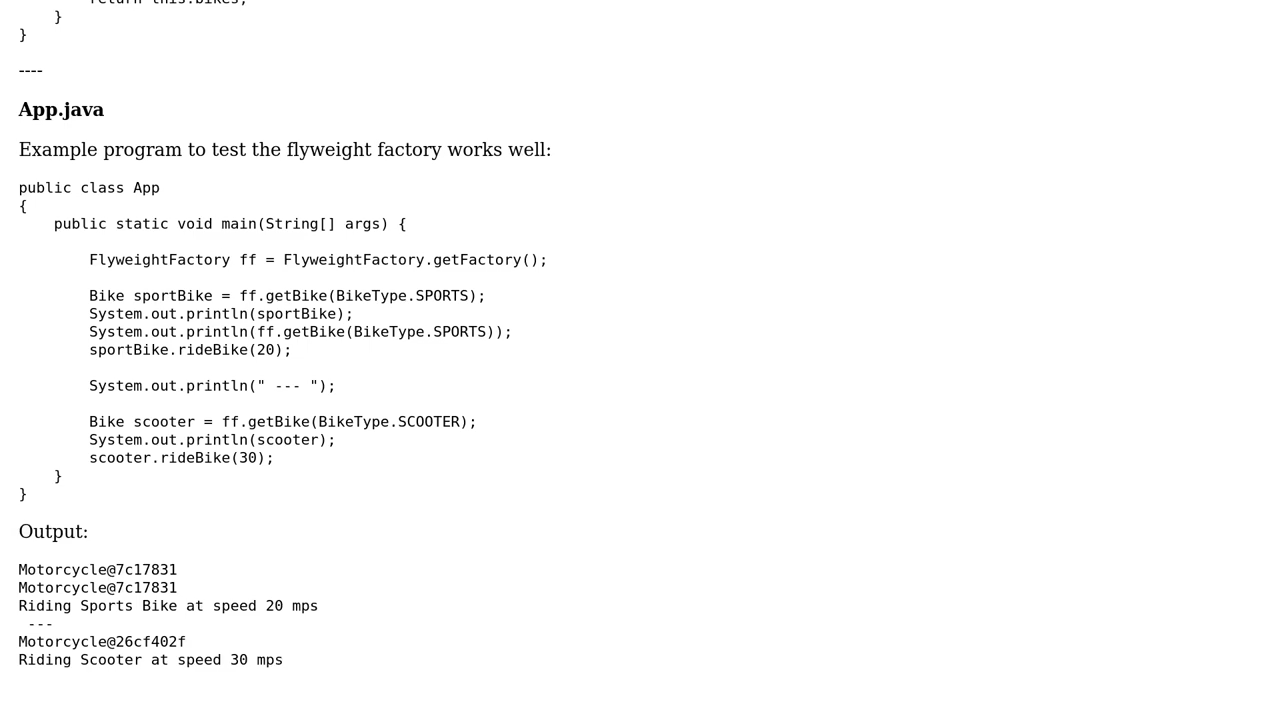 return this.bikes;
    }
}
----
App.java
Example program to test the flyweight factory works well:
public class App
{
    public static void main(String[] args) {
        FlyweightFactory ff = FlyweightFactory.getFactory();
        Bike sportBike = ff.getBike(BikeType.SPORTS);
        System.out.println(sportBike);
        System.out.println(ff.getBike(BikeType.SPORTS));
        sportBike.rideBike(20);
        System.out.println(" --- ");
        Bike scooter = ff.getBike(BikeType.SCOOTER);
        System.out.println(scooter);
        scooter.rideBike(30);
    }
}
Output:
Motorcycle@7c17831
Motorcycle@7c17831
Riding Sports Bike at speed 20 mps
 ---
Motorcycle@26cf402f
Riding Scooter at speed 30 mps